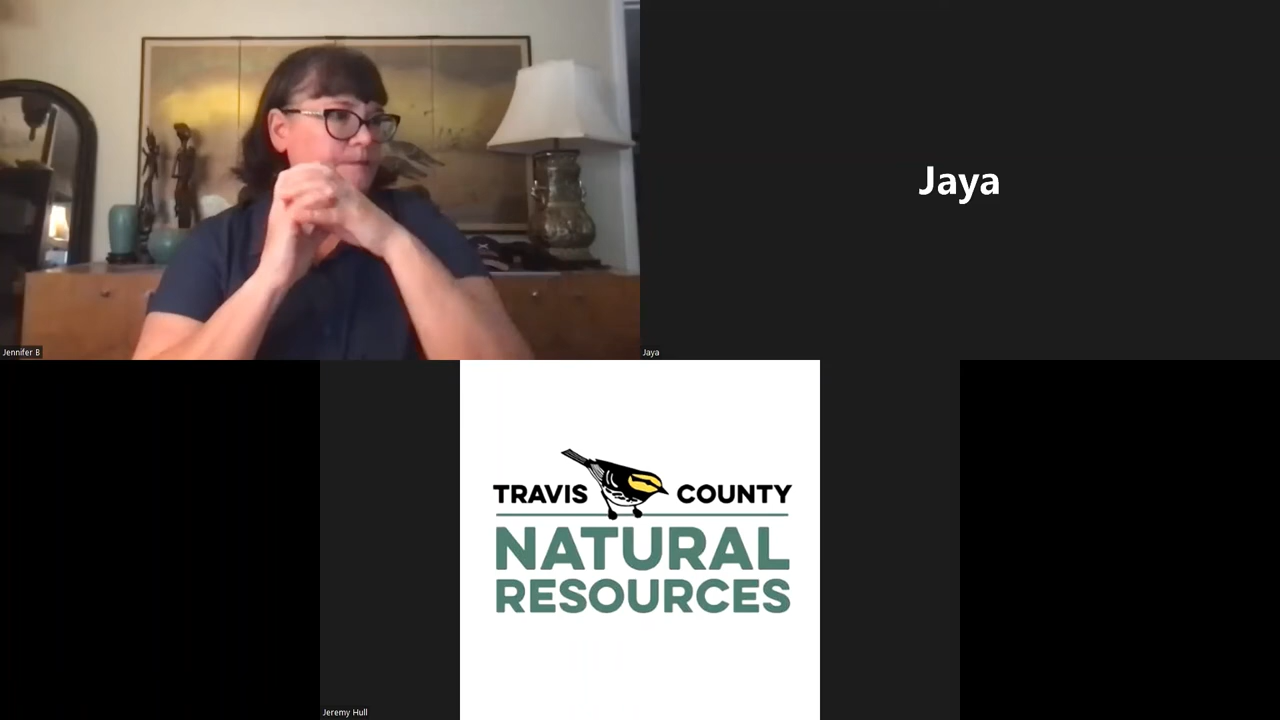 Jennifer B
Jaya
Jaya
TRAVIS COUNTY
NATURAL
RESOURCES
Jeremy Hull